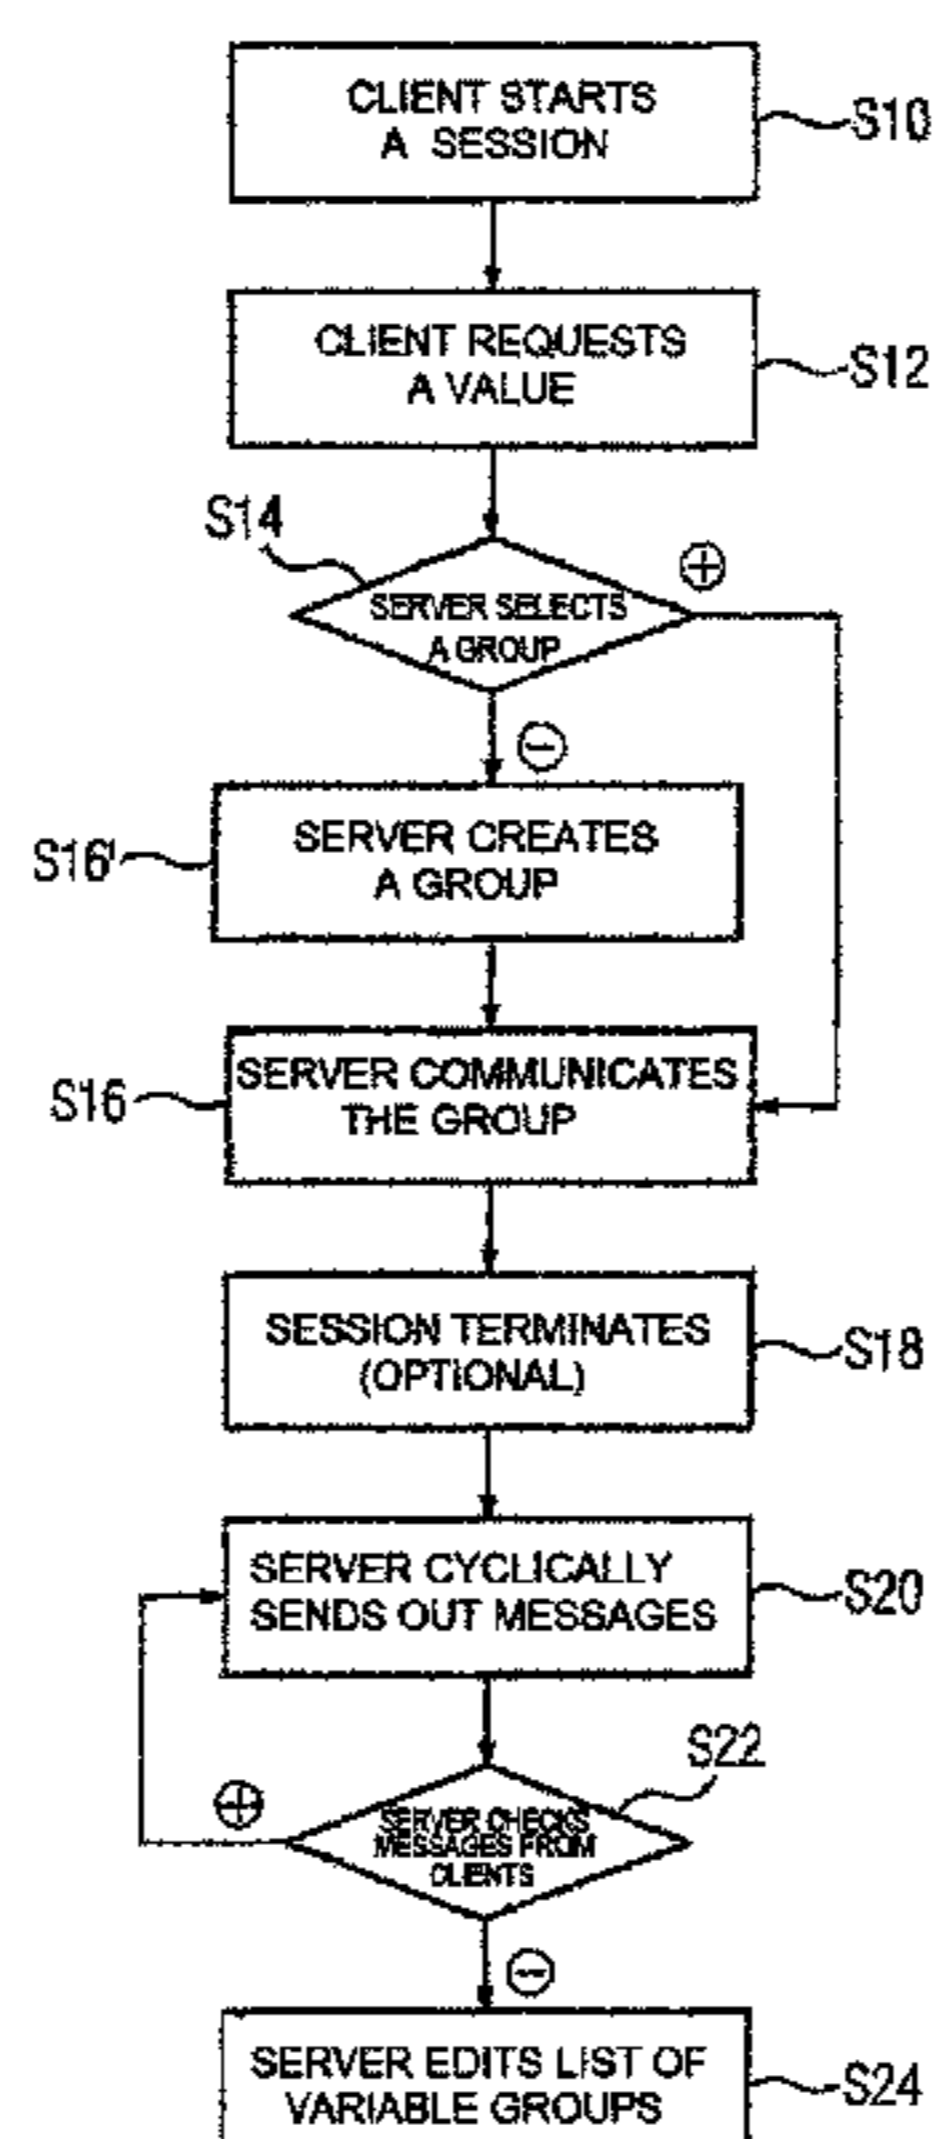 CLIENT STARTS
A SESSION
S10
CLIENT REQUESTS
A VALUE
S12
S14
SERVER SELECTS
A GROUP
+
−
S16'
SERVER CREATES
A GROUP
S16
SERVER COMMUNICATES
THE GROUP
SESSION TERMINATES
(OPTIONAL)
S18
SERVER CYCLICALLY
SENDS OUT MESSAGES
S20
S22
+
SERVER CHECKS
MESSAGES FROM
CLIENTS
−
SERVER EDITS LIST OF
VARIABLE GROUPS
S24